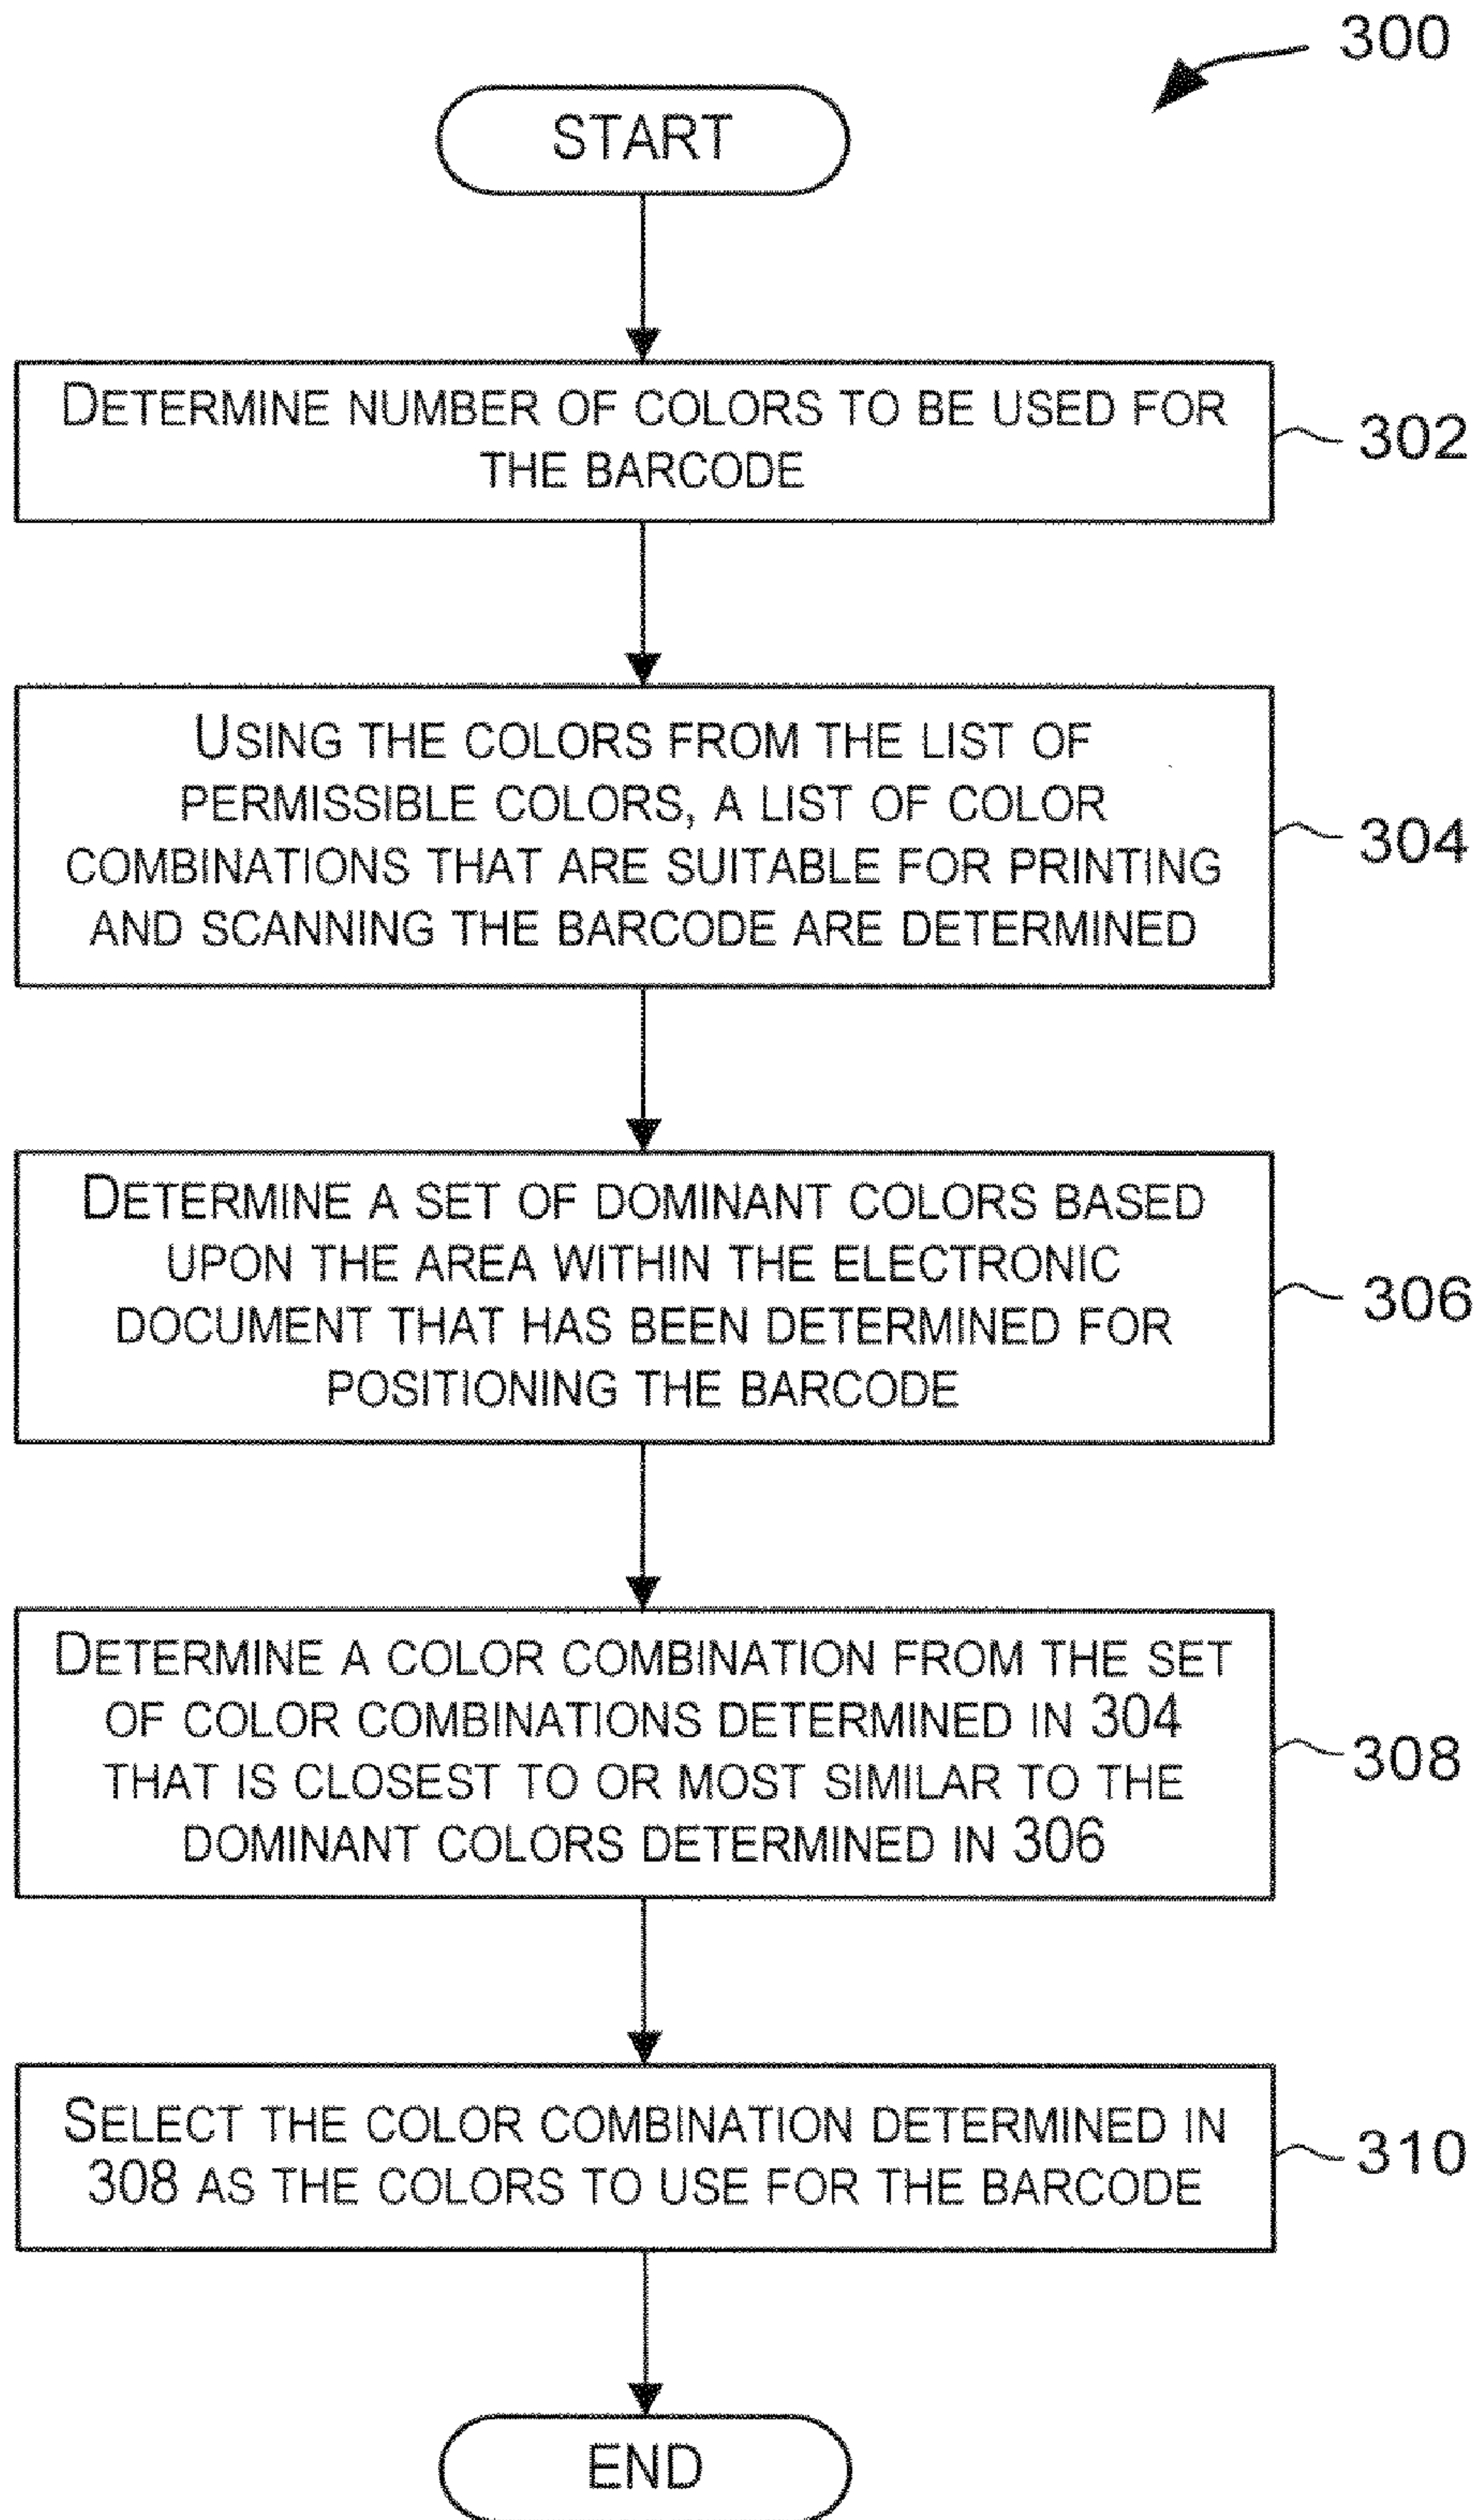 300
START
DETERMINE NUMBER OF COLORS TO BE USED FOR
THE BARCODE
302
USING THE COLORS FROM THE LIST OF
PERMISSIBLE COLORS, A LIST OF COLOR
COMBINATIONS THAT ARE SUITABLE FOR PRINTING
AND SCANNING THE BARCODE ARE DETERMINED
304
DETERMINE A SET OF DOMINANT COLORS BASED
UPON THE AREA WITHIN THE ELECTRONIC
DOCUMENT THAT HAS BEEN DETERMINED FOR
POSITIONING THE BARCODE
306
DETERMINE A COLOR COMBINATION FROM THE SET
OF COLOR COMBINATIONS DETERMINED IN 304
THAT IS CLOSEST TO OR MOST SIMILAR TO THE
DOMINANT COLORS DETERMINED IN 306
308
SELECT THE COLOR COMBINATION DETERMINED IN
308 AS THE COLORS TO USE FOR THE BARCODE
310
END